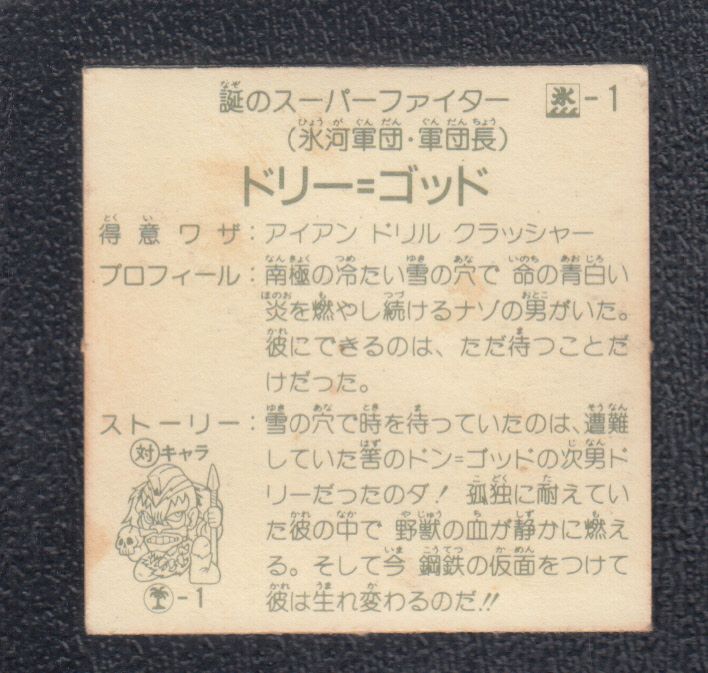 誕のスーパーファイター 氷-1
(氷河軍団・軍団長)
ドリー=ゴッド
得意ワザ:アイアン ドリル クラッシャー
プロフィール:南極の冷たい雪の穴で 命の青白い
炎を燃やし続けるナゾの男がいた。
彼にできるのは、ただ待つことだ
けだった。
ストーリー:雪の穴で時を待っていたのは、遭難
していた筈のドン=ゴッドの次男ド
リーだったのダ! 孤独に耐えてい
た彼の中で 野獣の血が静かに燃え
る。そして今 鋼鉄の仮面をつけて
彼は生れ変わるのだ!!
対キャラ
-1